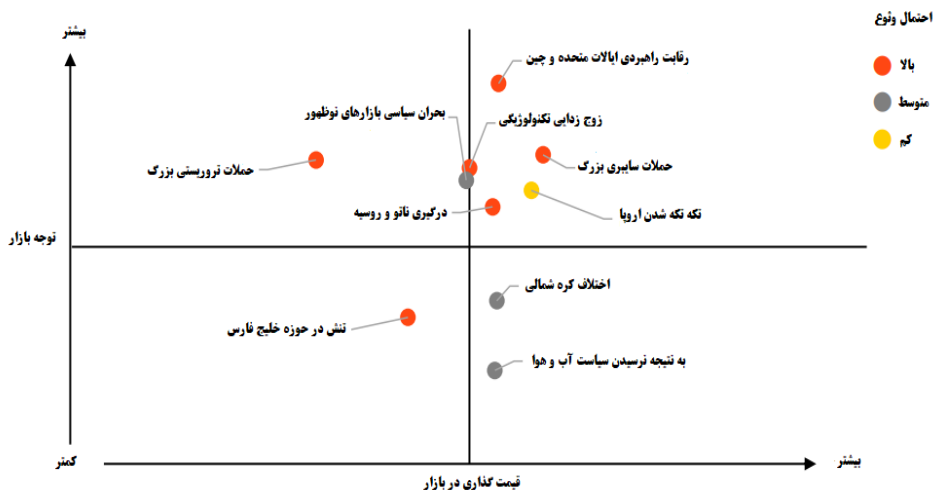 احتمال وئوع
بالا
متوسط
کم
بیشتر
رقابت راهبردی ایالات متحده و چین
بحران سیاسی بازارهای نوظهور
زوج زدایی تکنولوژیگی
حملات تروریستی بزرگ
حملات سایبری بزرگ
درگیری ناتو و روسیه
تکه تکه شدن اروپا
توجه بازار
اختلاف کره شمالی
تنش در حوزه خلیج فارس
به نتیجه نرسیدن سیاست آب و هوا
کمتر
بیشتر
قیمت گذاری در بازار